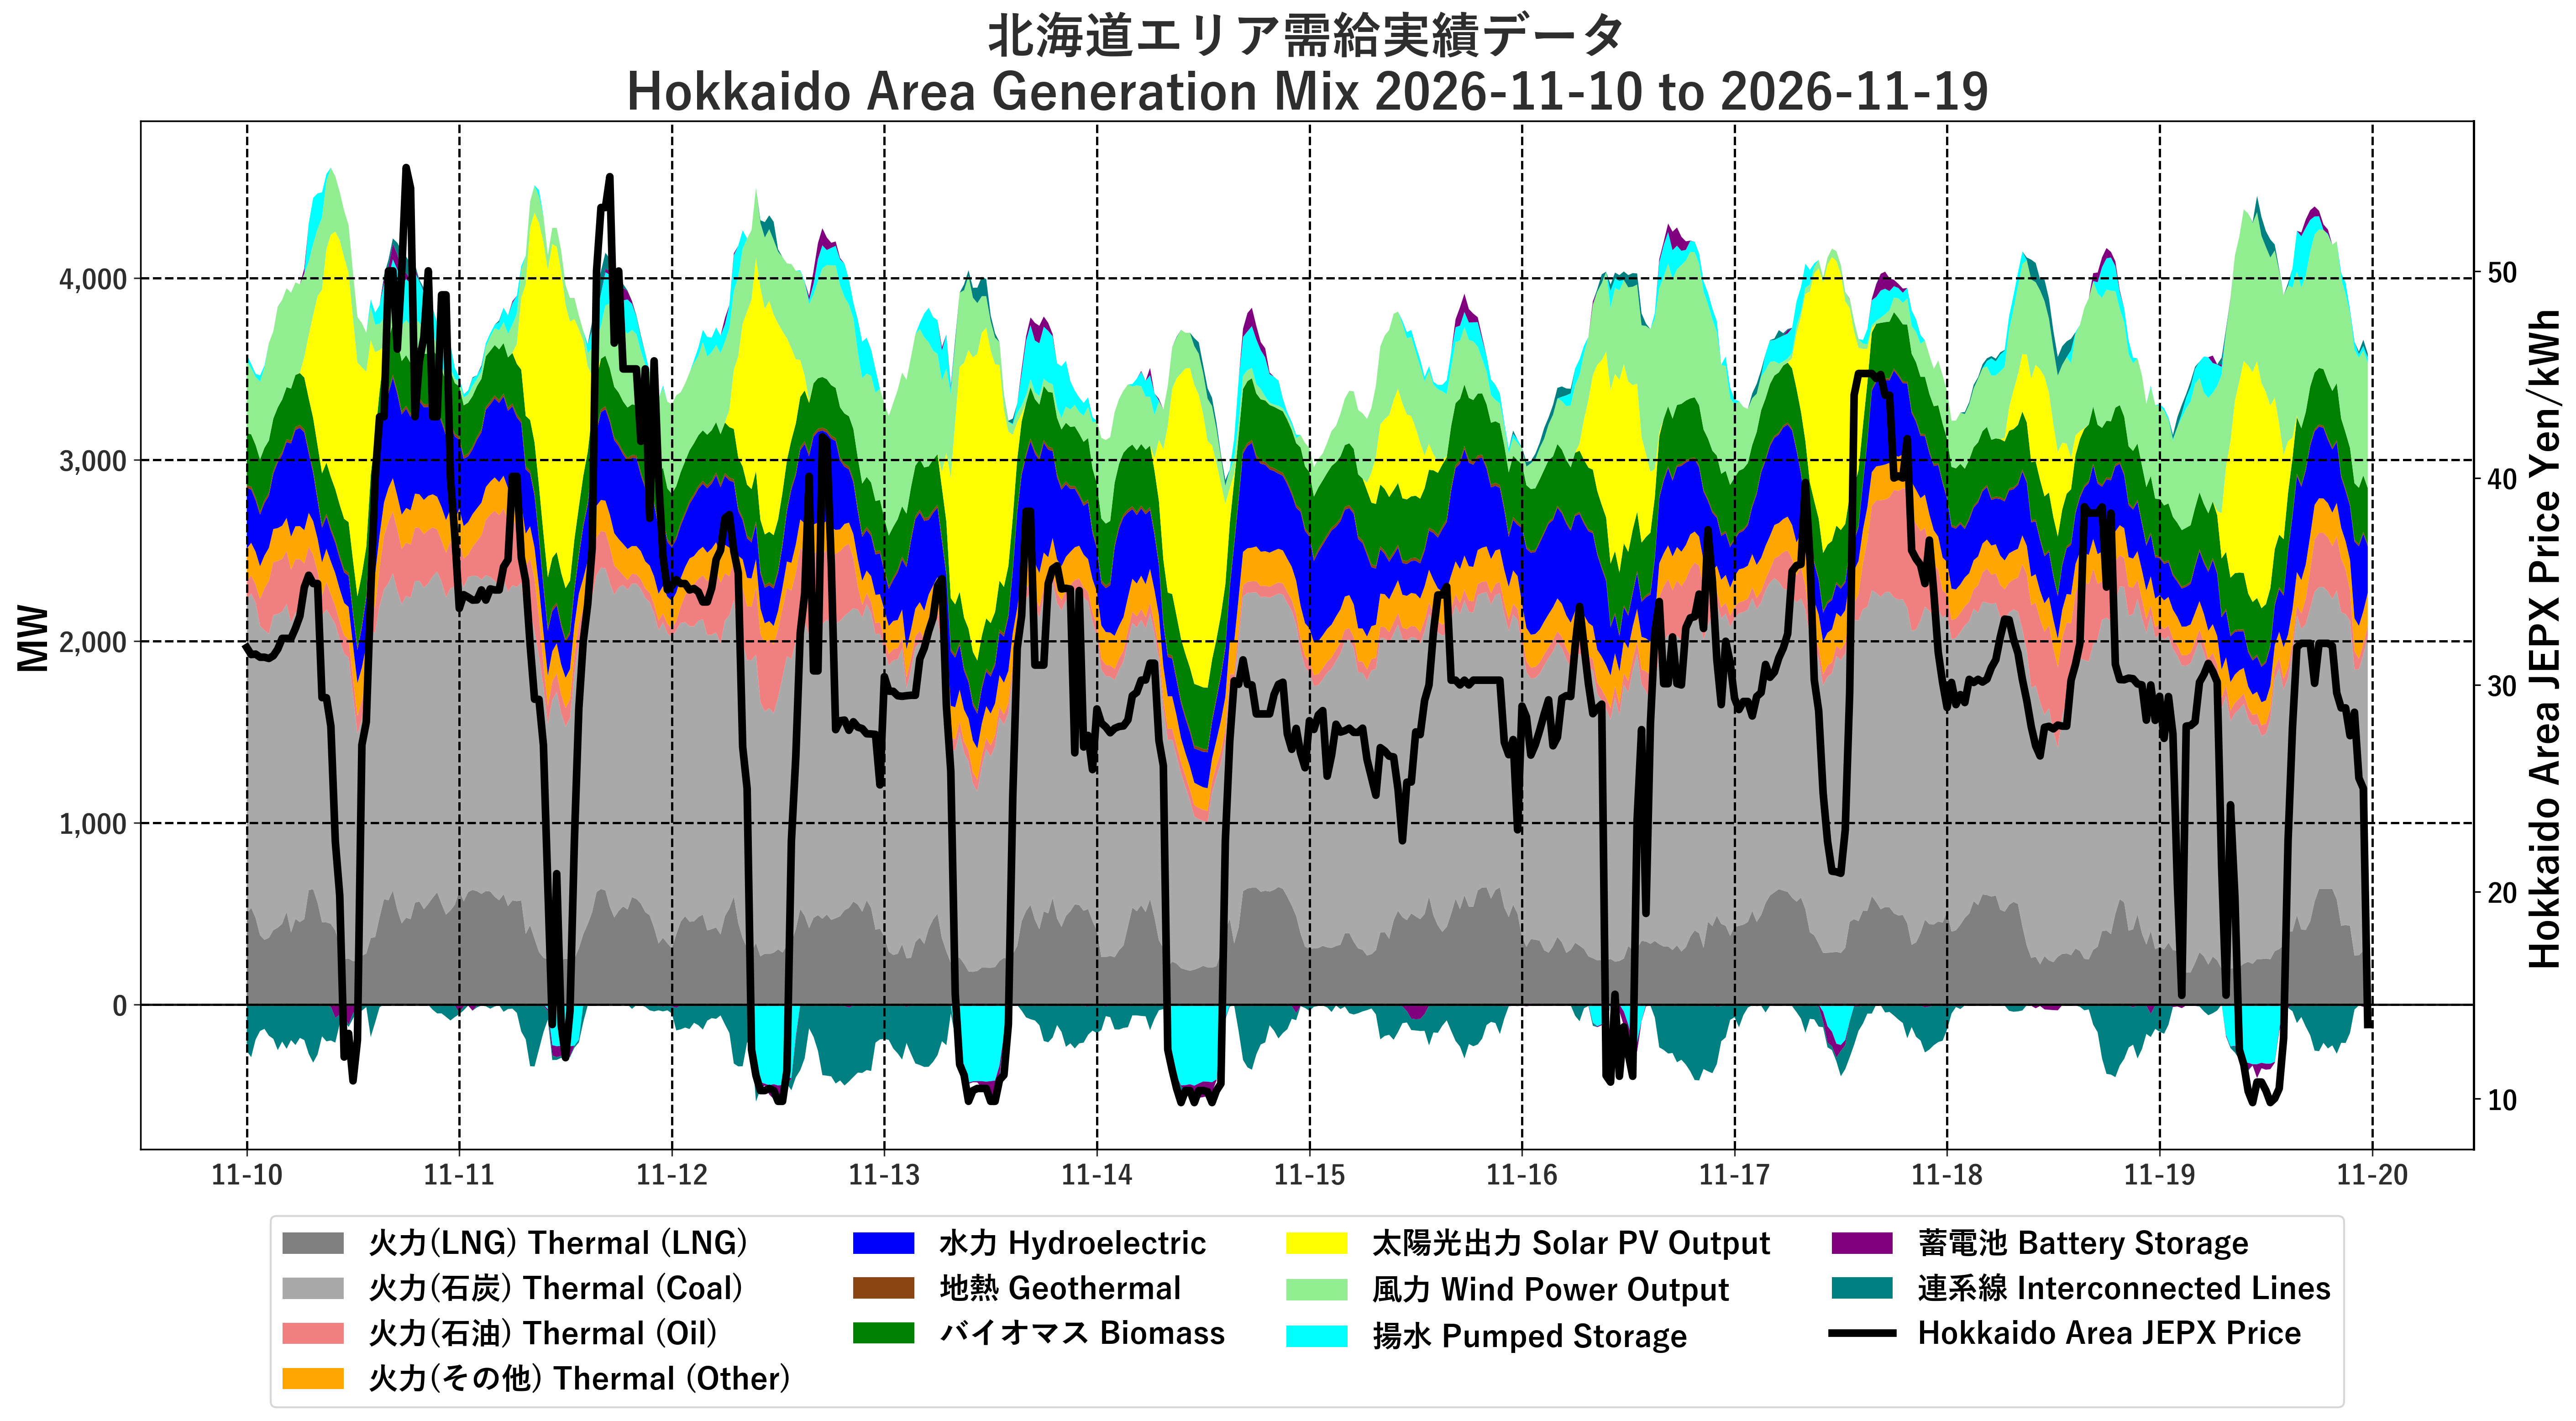 北海道エリア需給実績データ
Hokkaido Area Generation Mix 2026-11-10 to 2026-11-19
MW
4,000
3,000
2,000
1,000
0
50
40
30
20
10
Hokkaido Area JEPX Price Yen/kWh
11-10 11-11 11-12 11-13 11-14 11-15 11-16 11-17 11-18 11-19 11-20
火力(LNG) Thermal (LNG)
火力(石炭) Thermal (Coal)
火力(石油) Thermal (Oil)
火力(その他) Thermal (Other)
水力 Hydroelectric
地熱 Geothermal
バイオマス Biomass
太陽光出力 Solar PV Output
風力 Wind Power Output
揚水 Pumped Storage
蓄電池 Battery Storage
連系線 Interconnected Lines
Hokkaido Area JEPX Price